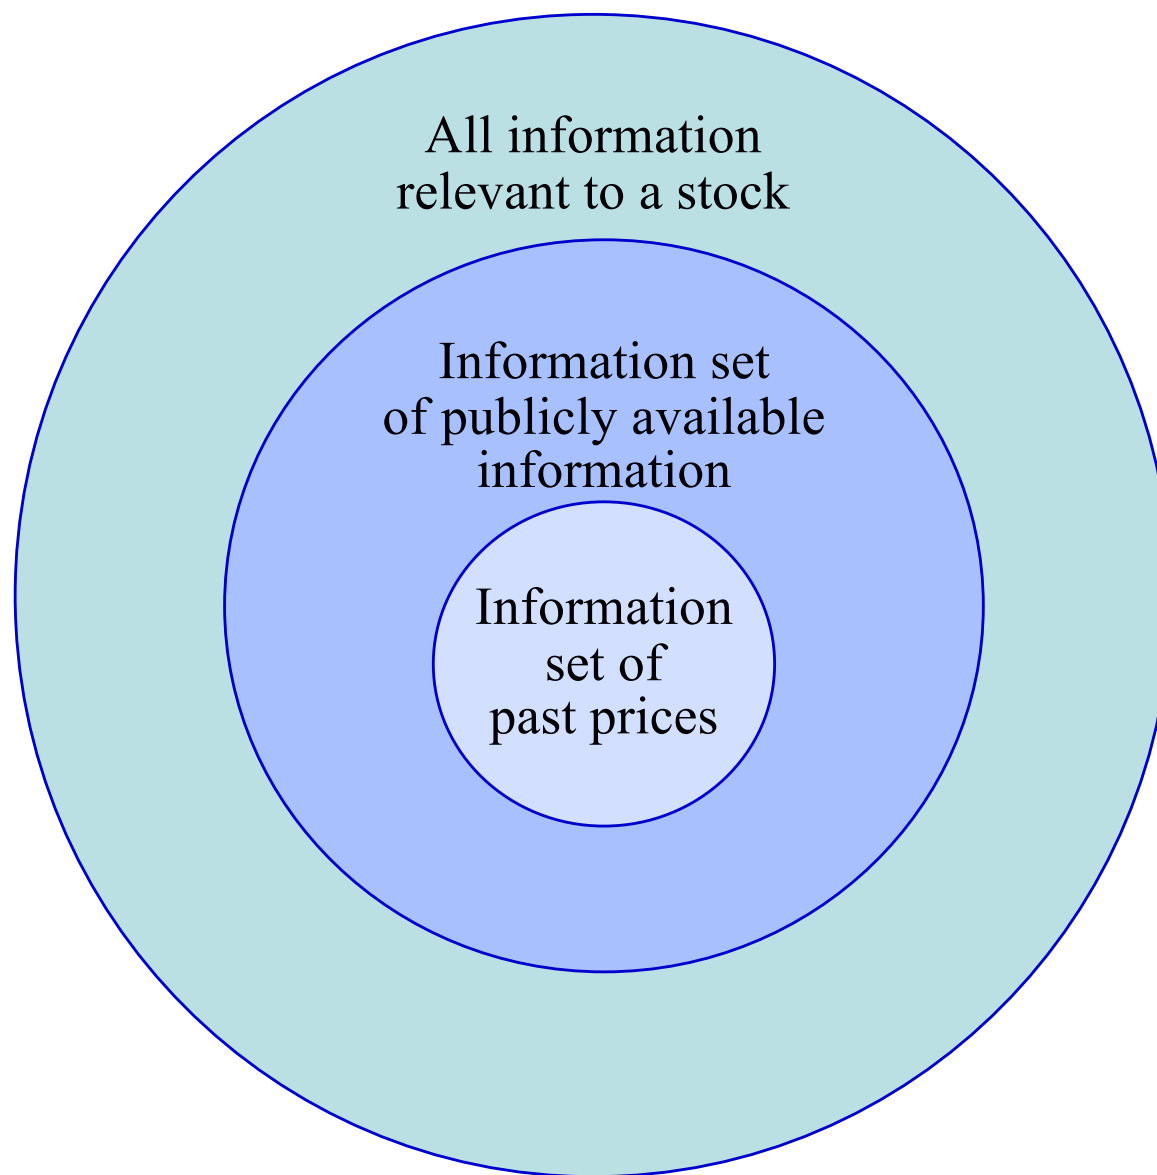 All information
relevant to a stock
Information set
of publicly available
information
Information
set of
past prices